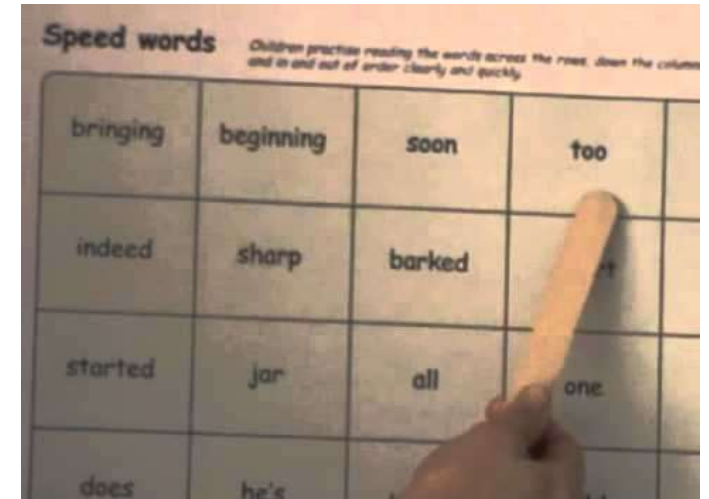 Speed words
Children practise reading the words across the rows, down the columns
and in and out of order clearly and quickly.
bringing beginning soon too
indeed sharp barked
started jar all one
does he's